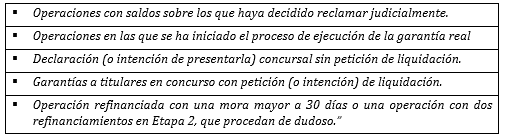 ▪ Operaciones con saldos sobre los que haya decidido reclamar judicialmente.
▪ Operaciones en las que se ha iniciado el proceso de ejecución de la garantía real
▪ Declaración (o intención de presentarla) concursal sin petición de liquidación.
▪ Garantías a titulares en concurso con petición (o intención) de liquidación.
▪ Operación refinanciada con una mora mayor a 30 días o una operación con dos
refinanciamientos en Etapa 2, que procedan de dudoso.”